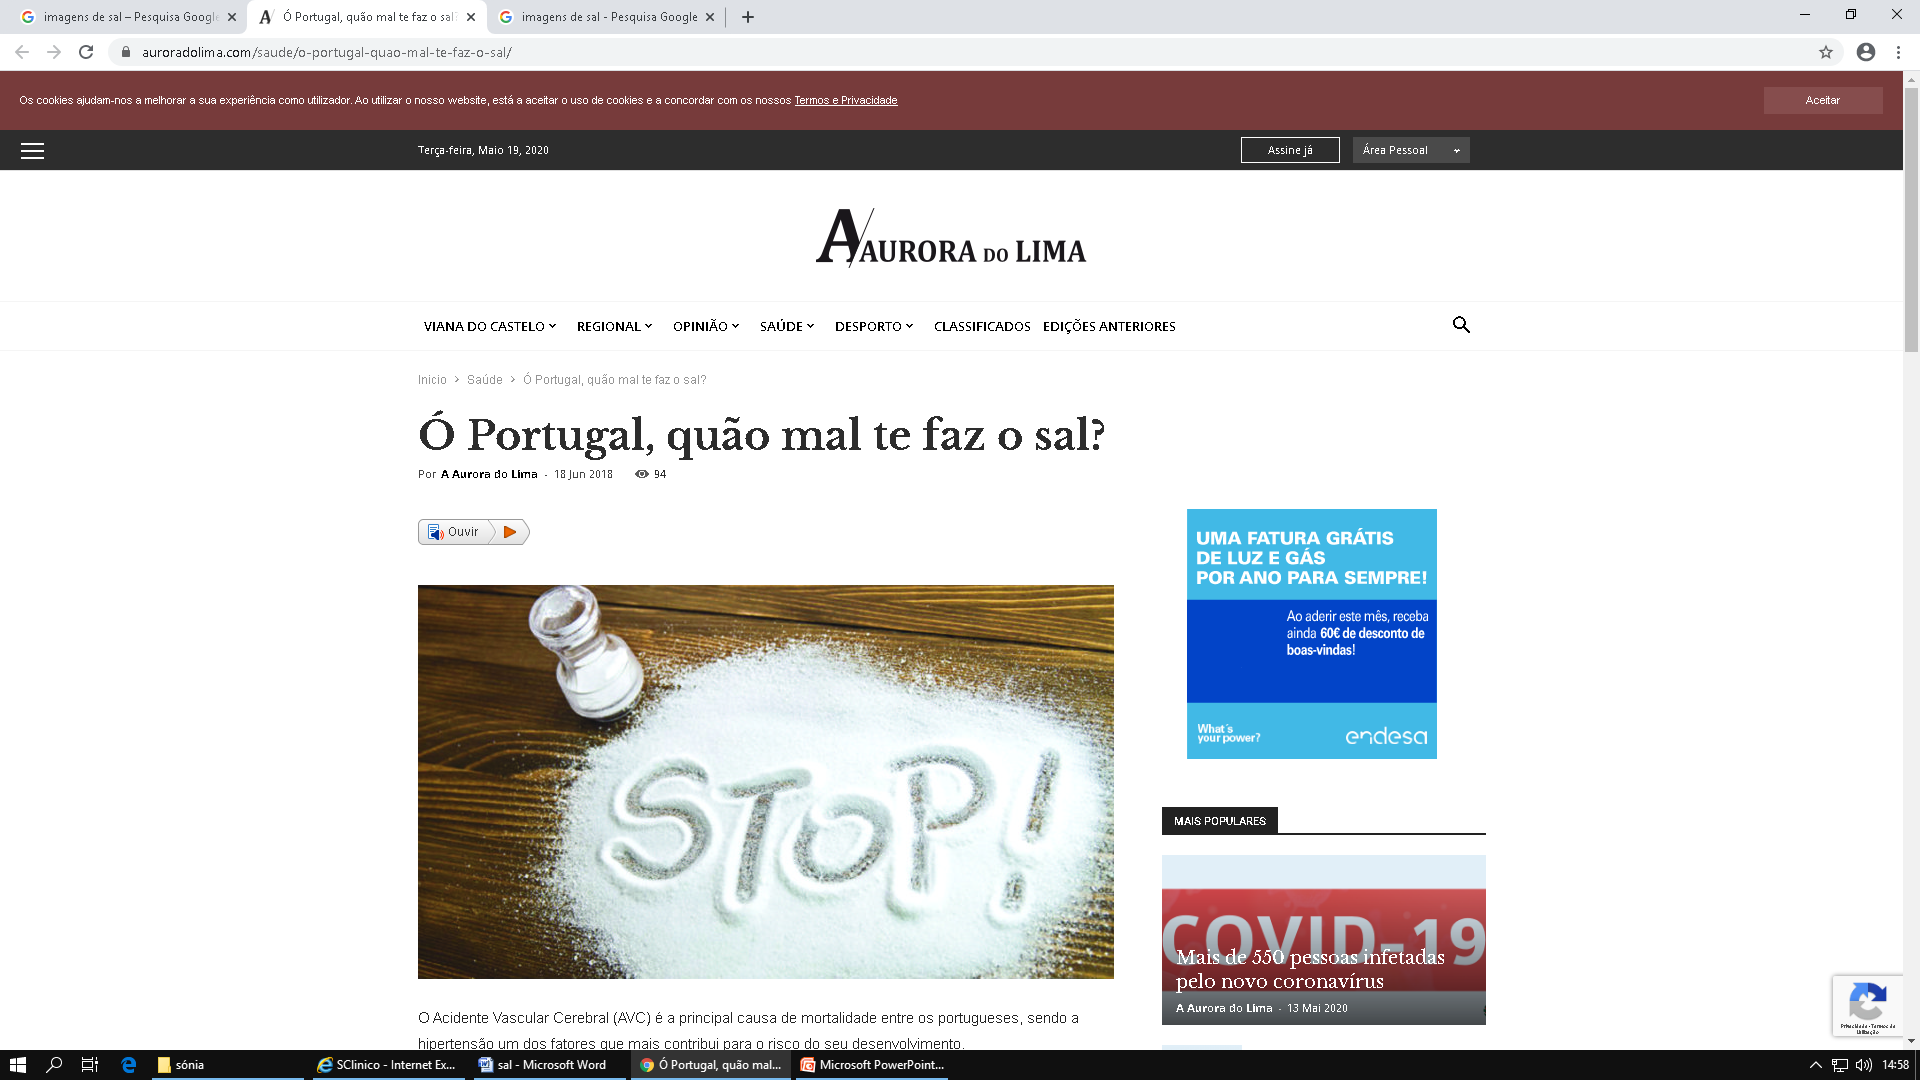 imagens de sal – Pesquisa Google
Ó Portugal, quão mal te faz o sal?
imagens de sal - Pesquisa Google
auroradolima.com/saude/o-portugal-quao-mal-te-faz-o-sal/
Os cookies ajudam-nos a melhorar a sua experiência como utilizador. Ao utilizar o nosso website, está a aceitar o uso de cookies e a concordar com os nossos Termos e Privacidade
Aceitar
Terça-feira, Maio 19, 2020
Assine já
Área Pessoal
A/AURORA DO LIMA
VIANA DO CASTELO
REGIONAL
OPINIÃO
SAÚDE
DESPORTO
CLASSIFICADOS
EDIÇÕES ANTERIORES
Inicio > Saúde > Ó Portugal, quão mal te faz o sal?
Ó Portugal, quão mal te faz o sal?
Por A Aurora do Lima - 18 Jun 2018 94
Ouvir
STOP!
O Acidente Vascular Cerebral (AVC) é a principal causa de mortalidade entre os portugueses, sendo a
hipertensão um dos fatores que mais contribui para o risco do seu desenvolvimento.
UMA FATURA GRÁTIS
DE LUZ E GÁS
POR ANO PARA SEMPRE!
Ao aderir este mês, receba
ainda 60€ de desconto de
boas-vindas!
What's
your power?
endesa
MAIS POPULARES
COVID-19
Mais de 550 pessoas infetadas
pelo novo coronavírus
A Aurora do Lima - 13 Mai 2020
Privacidade - Termos de
Utilização
sónia
SClinico - Internet Ex...
sal - Microsoft Word
Ó Portugal, quão mal...
Microsoft PowerPoint...
14:58